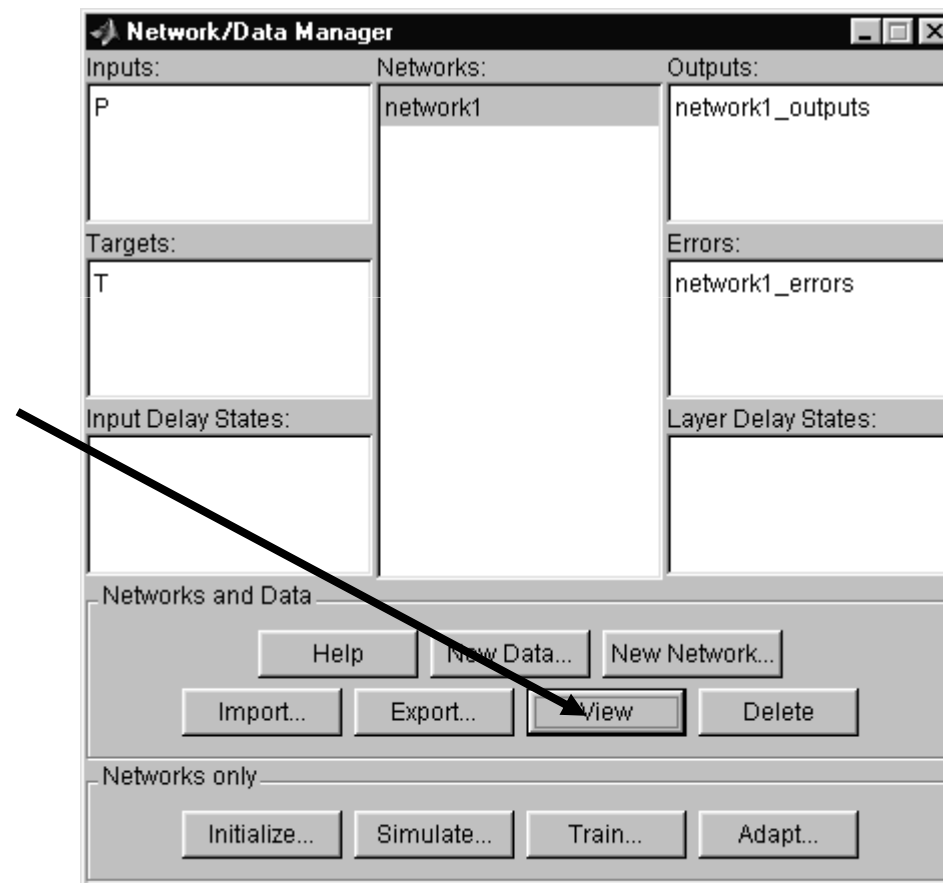 Network/Data Manager
Inputs:
P
Networks:
network1
Outputs:
network1_outputs
Targets:
T
Errors:
network1_errors
Input Delay States:
Layer Delay States:
Networks and Data
Help
New Data...
New Network...
Import...
Export...
View
Delete
Networks only
Initialize...
Simulate...
Train...
Adapt...